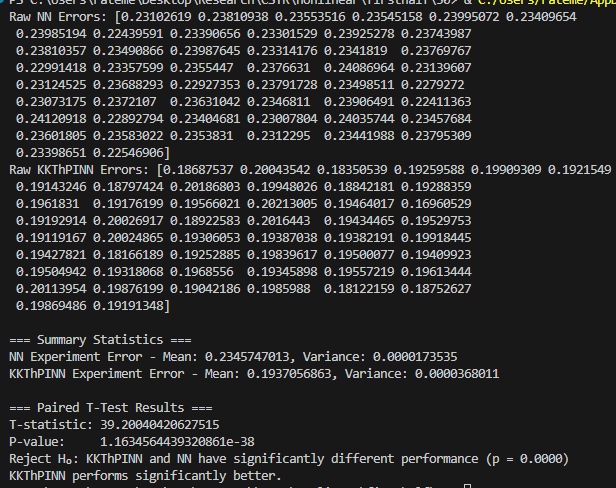 PS C:\Users\Fateme\Desktop\Research\CSTR\nonlinear\firsthalf\50> & C:/Users/Fateme/App
Raw NN Errors: [0.23102619 0.23810938 0.23553516 0.23545158 0.23995072 0.23409654
0.23985194 0.22439591 0.23390656 0.23301529 0.23925278 0.23743987
0.23810357 0.23490866 0.23987645 0.23314176 0.2341819 0.23769767
0.22991418 0.23357599 0.2355447 0.2376631 0.24086964 0.23139607
0.23124525 0.23688293 0.22927353 0.23791728 0.23498511 0.2279272
0.23073175 0.2372107 0.23631042 0.2346811 0.23906491 0.22411363
0.24120918 0.22892794 0.23404681 0.23007804 0.24035744 0.23457684
0.23601805 0.23583022 0.2353831 0.2312295 0.23441988 0.23795309
0.23398651 0.22546906]
Raw KKThPINN Errors: [0.18687537 0.20043542 0.18350539 0.19259588 0.19909309 0.1921549
0.19143246 0.18797424 0.20186803 0.19948026 0.18842181 0.19288359
0.1961831 0.19176199 0.19566021 0.20213005 0.19464017 0.16960529
0.19192914 0.20026917 0.18922583 0.2016443 0.19434465 0.19529753
0.19119167 0.20024865 0.19306053 0.19387038 0.19382191 0.19918445
0.19427821 0.18166189 0.19252885 0.19839617 0.19500077 0.19409923
0.19504942 0.19318068 0.1968556 0.19345898 0.19557219 0.19613444
0.20113954 0.19876199 0.19042186 0.1985988 0.18122159 0.18752627
0.19869486 0.19191348]
=== Summary Statistics ===
NN Experiment Error - Mean: 0.2345747013, Variance: 0.0000173535
KKThPINN Experiment Error - Mean: 0.1937056863, Variance: 0.0000368011
=== Paired T-Test Results ===
T-statistic: 39.20040420627515
P-value: 1.1634564439320861e-38
Reject H₀: KKThPINN and NN have significantly different performance (p = 0.0000)
KKThPINN performs significantly better.